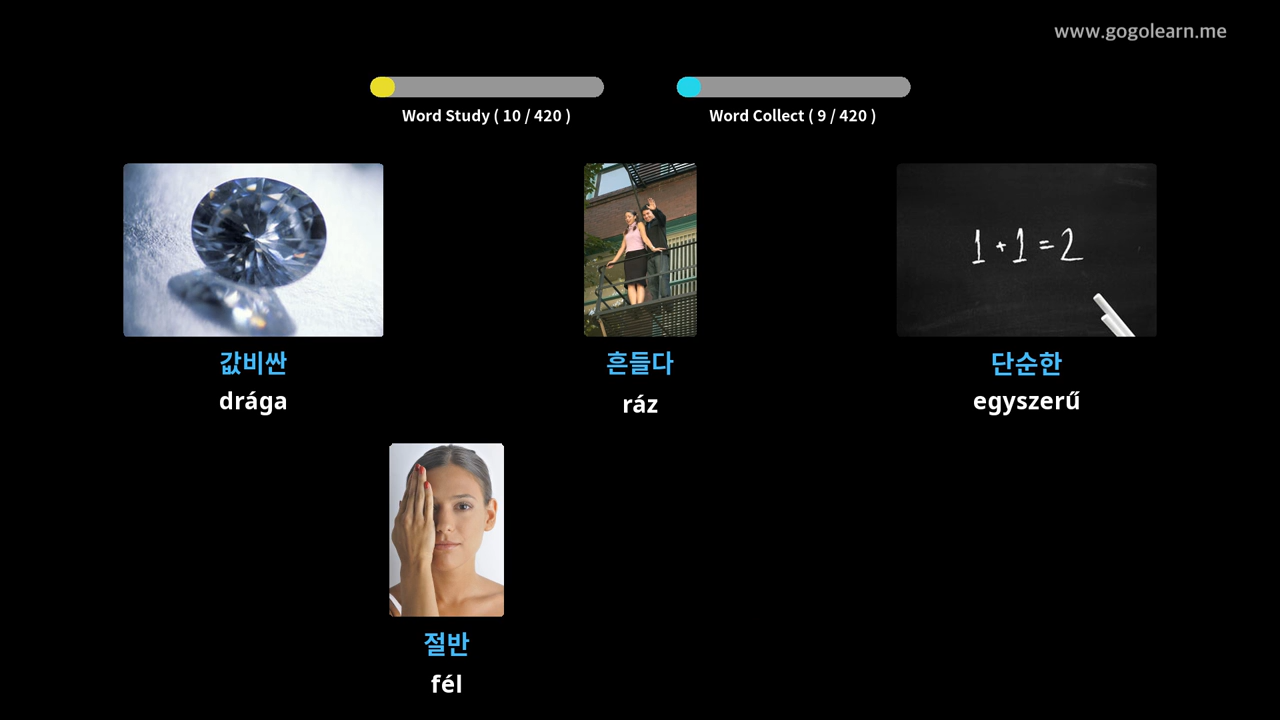 www.gogolearn.me
Word Study ( 10 / 420 )
Word Collect ( 9 / 420 )
1 + 1 = 2
값비싼
drága
흔들다
ráz
단순한
egyszerű
절반
fél